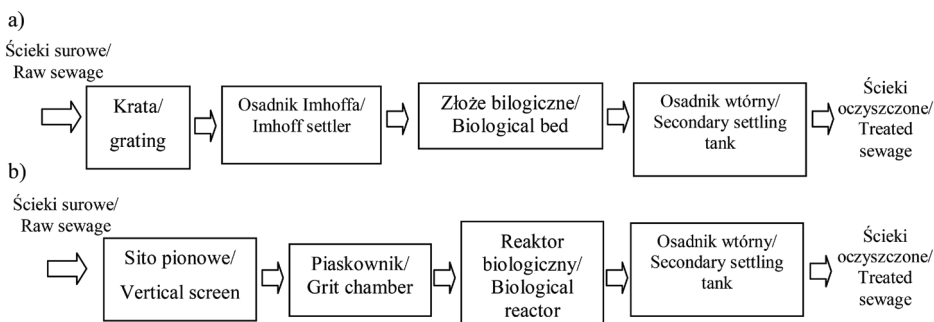 a)
Ścieki surowe/
Raw sewage
Krata/
grating
Osadnik Imhoffa/
Imhoff settler
Złoże bilogiczne/
Biological bed
Osadnik wtórny/
Secondary settling
tank
Ścieki
oczyszczone/
Treated
sewage
b)
Ścieki surowe/
Raw sewage
Sito pionowe/
Vertical screen
Piaskownik/
Grit chamber
Reaktor
biologiczny/
Biological
reactor
Osadnik wtórny/
Secondary settling
tank
Ścieki
oczyszczone/
Treated
sewage